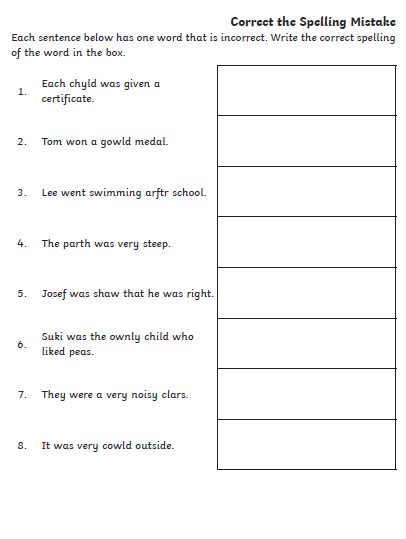 Correct the Spelling Mistake
Each sentence below has one word that is incorrect. Write the correct spelling
of the word in the box.
1. Each chyld was given a
certificate.
2. Tom won a gowld medal.
3. Lee went swimming arftr school.
4. The parth was very steep.
5. Josef was shaw that he was right.
6. Suki was the ownly child who
liked peas.
7. They were a very noisy clars.
8. It was very cowld outside.